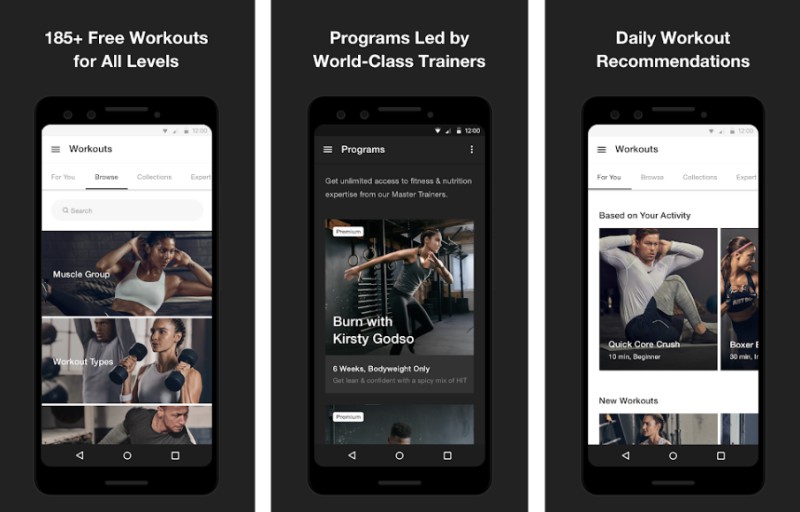 185+ Free Workouts
for All Levels
12:00
Workouts
For You
Browse
Collections
Expert
Search
Muscle Group
Workout Types
Programs Led by
World-Class Trainers
12:00
Programs
Get unlimited access to fitness & nutrition
expertise from our Master Trainers.
Premium
Burn with
Kirsty Godso
6 Weeks, Bodyweight Only
Get lean & confident with a spicy mix of HIT
Premium
Daily Workout
Recommendations
12:00
Workouts
For You
Browse
Collections
Expert
Based on Your Activity
Quick Core Crush
10 min, Beginner
Boxer
30 min, I
New Workouts